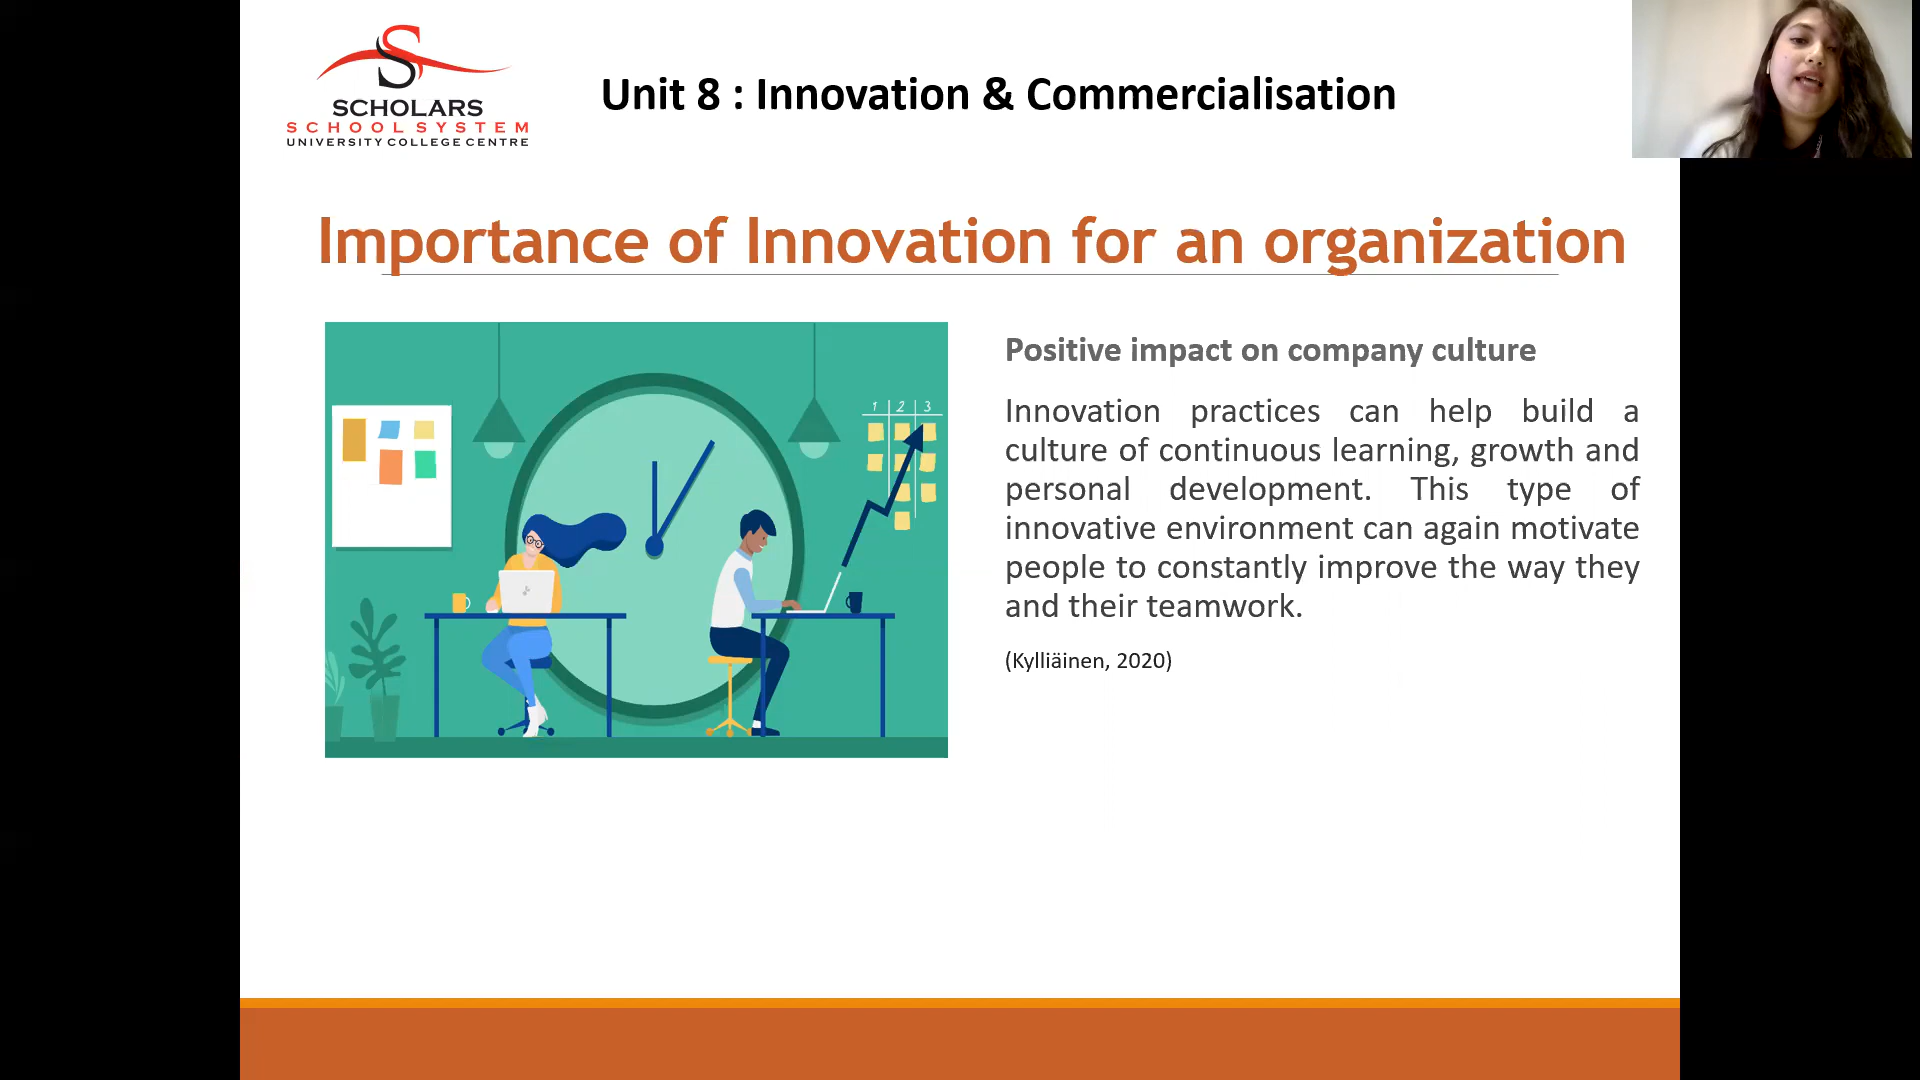 S
SCHOLARS
SCHOOL SYSTEM
UNIVERSITY COLLEGE CENTRE
Unit 8 : Innovation & Commercialisation
Importance of Innovation for an organization
1 2 3
Positive impact on company culture
Innovation practices can help build a
culture of continuous learning, growth and
personal development. This type of
innovative environment can again motivate
people to constantly improve the way they
and their teamwork.
(Kylliäinen, 2020)